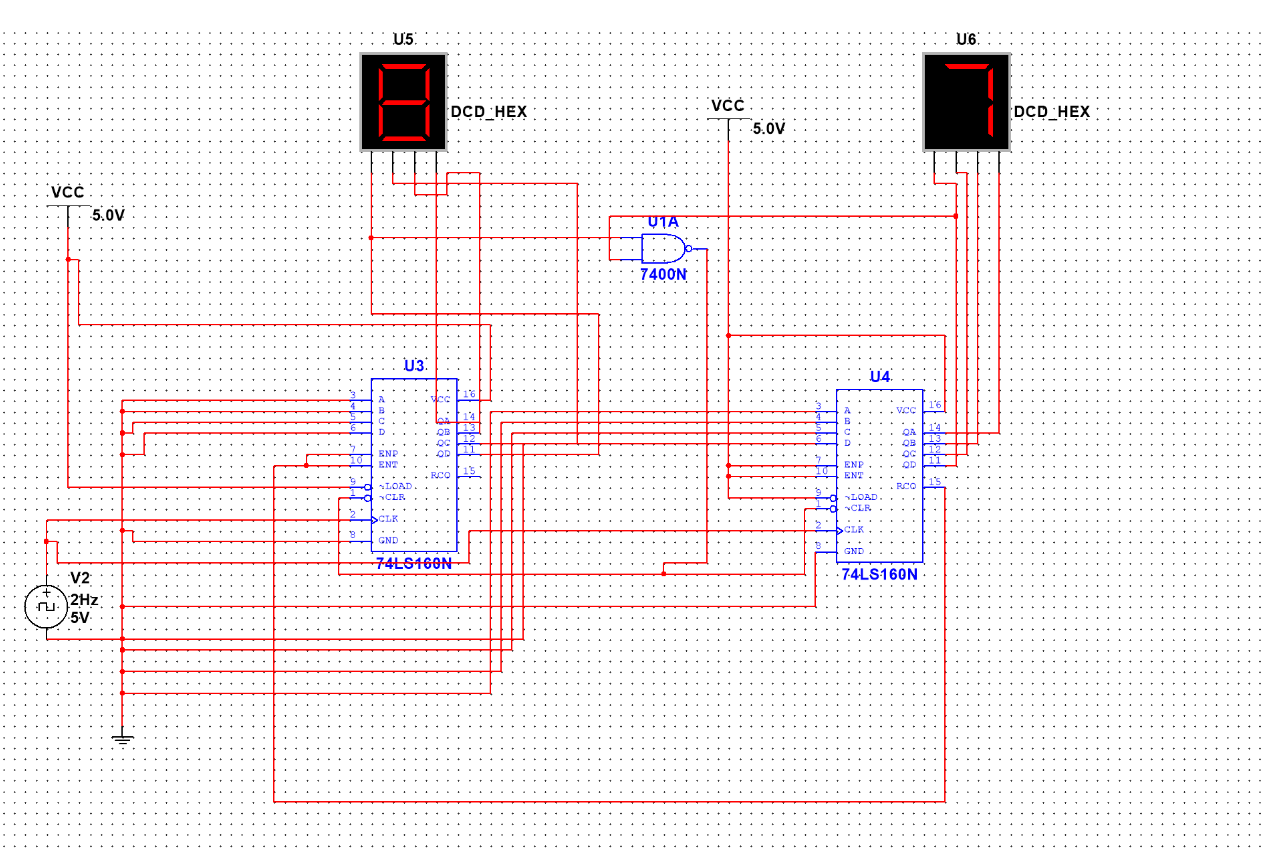 U5
DCD_HEX
U6
DCD_HEX
VCC
5.0V
VCC
5.0V
U1A
7400N
U3
3 A VCC 16
4 B
5 C QA 14
6 D QB 13
QC 12
7 ENP QD 11
10 ENT
RCO 15
9 ~LOAD
1 ~CLR
2 CLK
8 GND
74LS160N
U4
3 A VCC 16
4 B
5 C QA 14
6 D QB 13
QC 12
7 ENP QD 11
10 ENT
RCO 15
9 ~LOAD
1 ~CLR
2 CLK
8 GND
74LS160N
V2
2Hz
5V
8
7